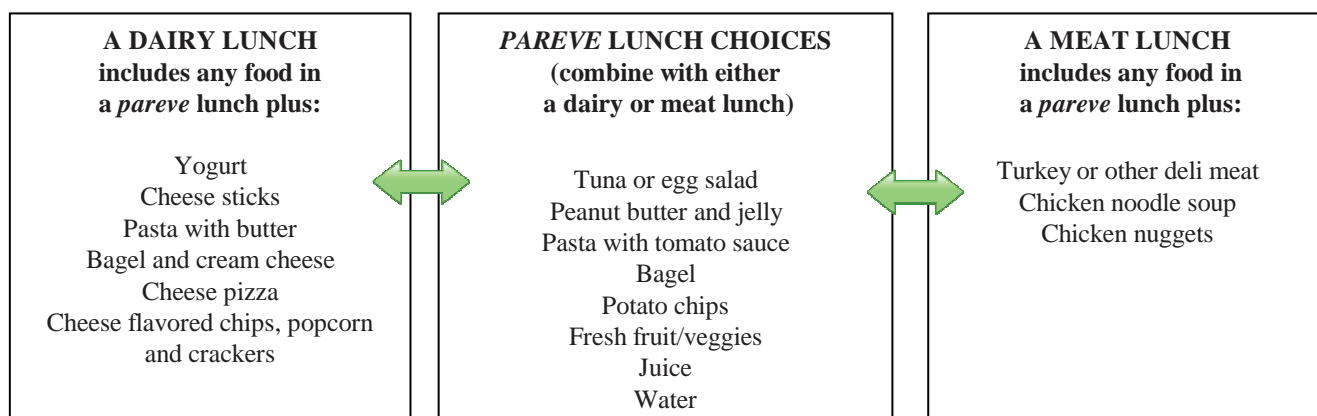 A DAIRY LUNCH
includes any food in
a pareve lunch plus:
Yogurt
Cheese sticks
Pasta with butter
Bagel and cream cheese
Cheese pizza
Cheese flavored chips, popcorn
and crackers
PAREVE LUNCH CHOICES
(combine with either
a dairy or meat lunch)
Tuna or egg salad
Peanut butter and jelly
Pasta with tomato sauce
Bagel
Potato chips
Fresh fruit/veggies
Juice
Water
A MEAT LUNCH
includes any food in
a pareve lunch plus:
Turkey or other deli meat
Chicken noodle soup
Chicken nuggets